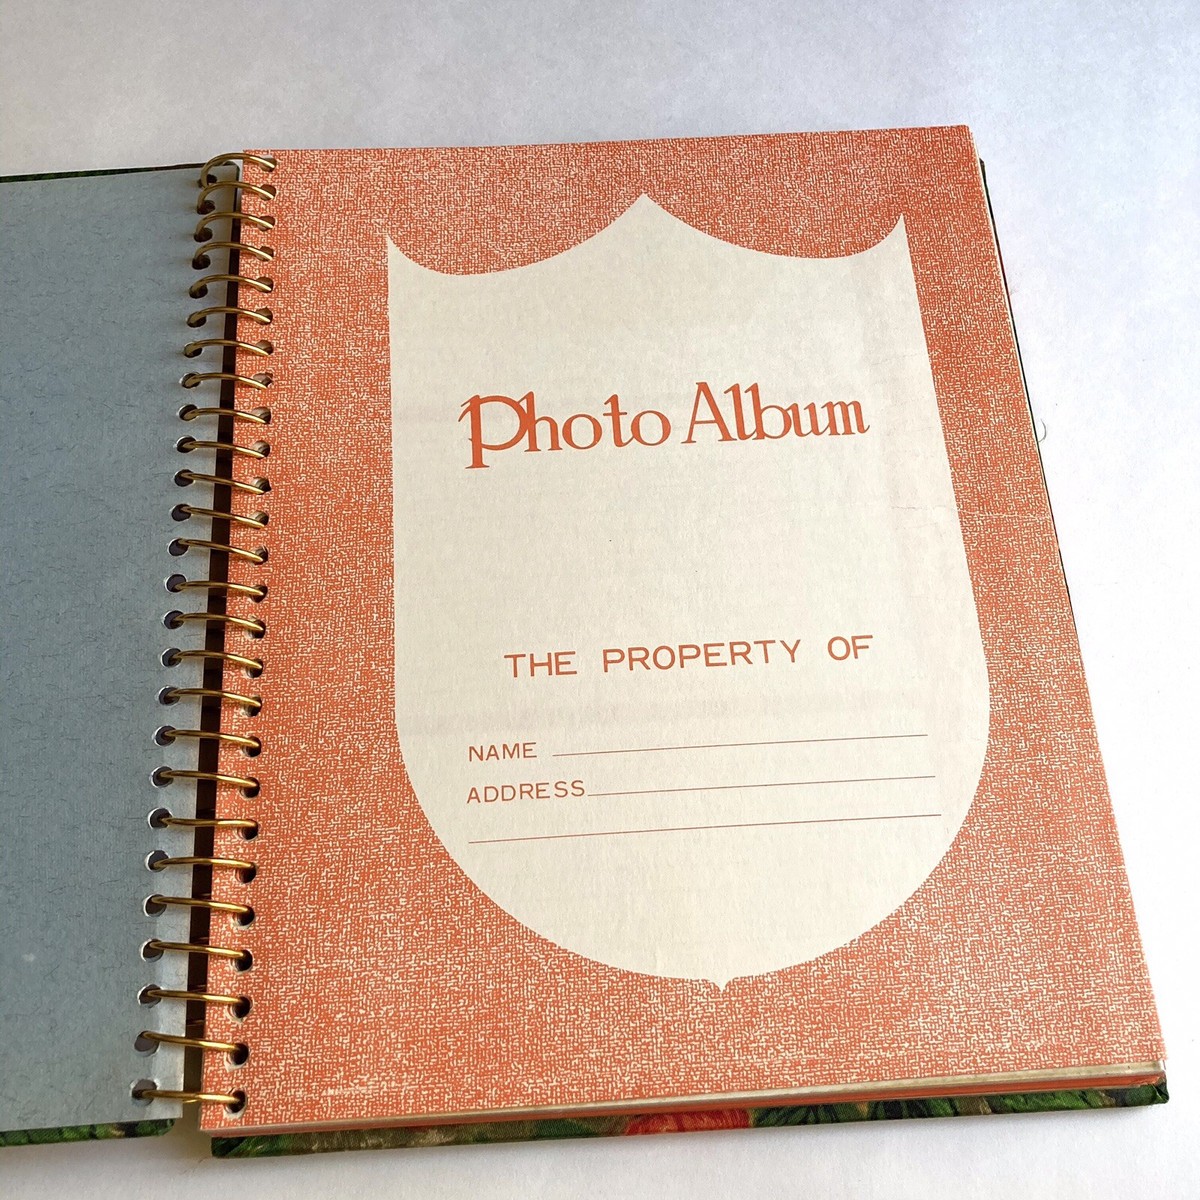 Photo Album
THE PROPERTY OF
NAME
ADDRESS